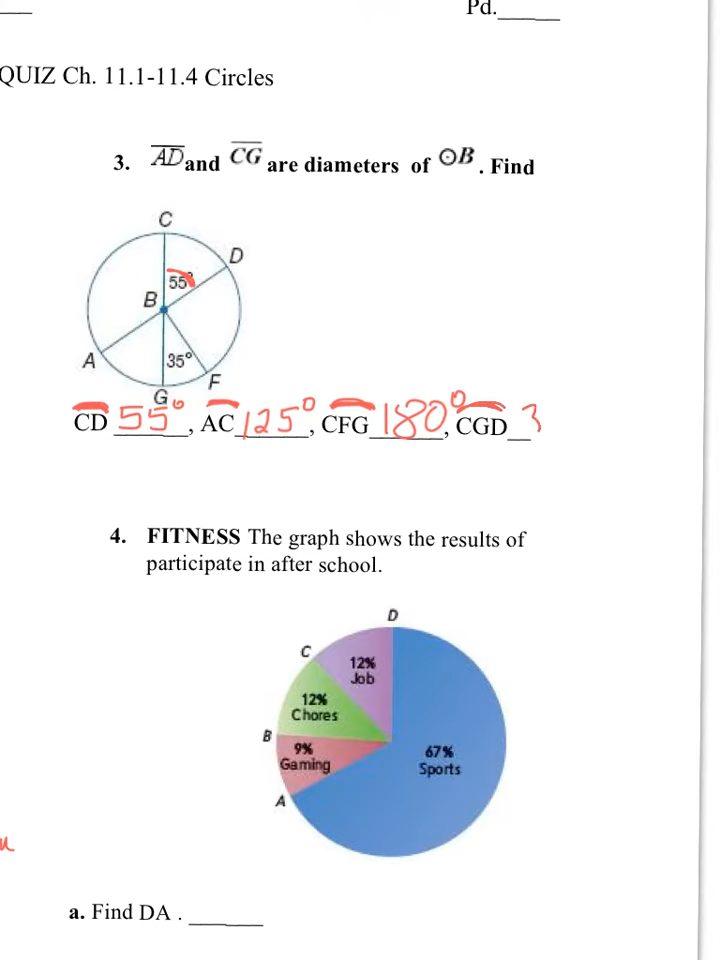 Pd.______
QUIZ Ch. 11.1-11.4 Circles
3. AD and CG are diameters of ⊙B. Find
C
D
55°
B
A
35°
F
G
CD 55°, AC 125°, CFG 180°, CGD 3
4. FITNESS The graph shows the results of
participate in after school.
D
C
12%
Job
12%
Chores
B
9%
Gaming
67%
Sports
A
a. Find DA . ______